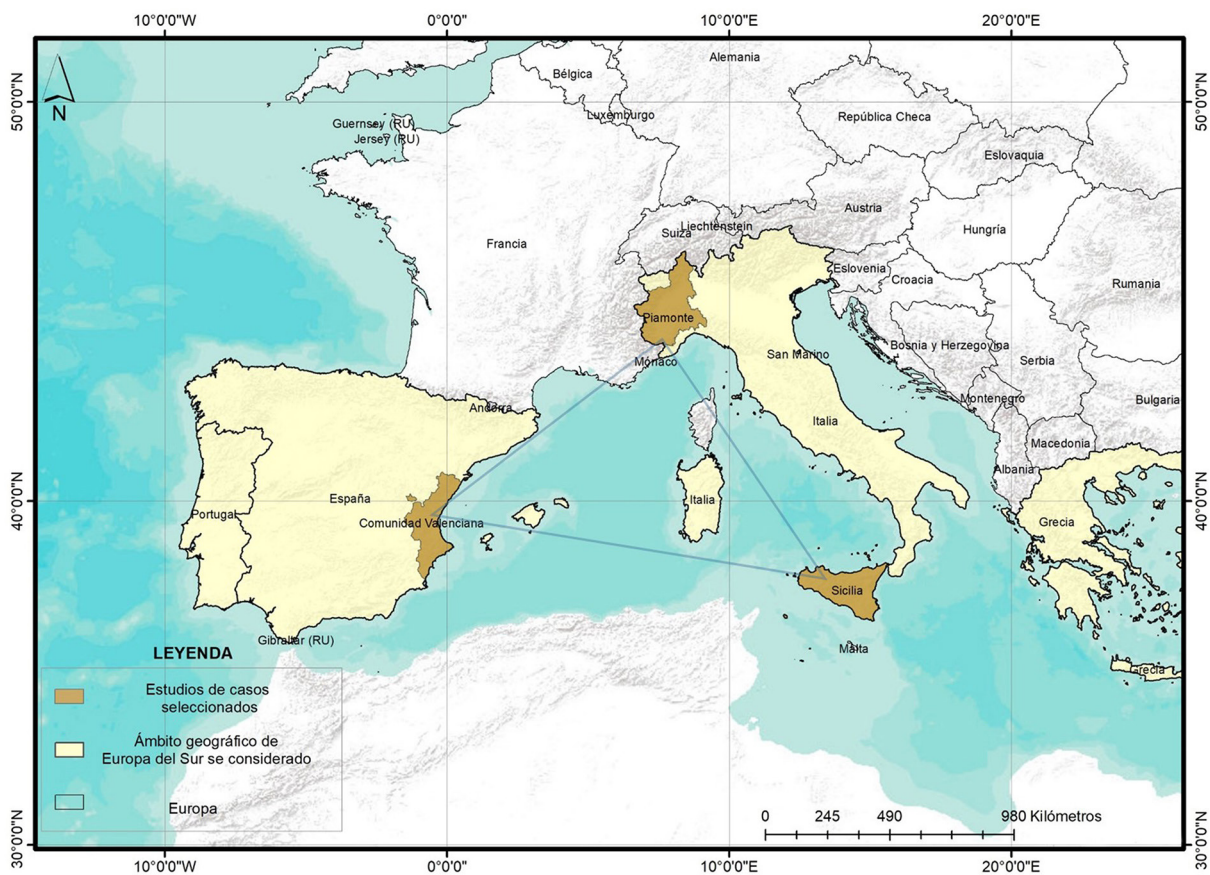 10°0'0"W 0°0'0" 10°0'0"E 20°0'0"E
50°0'0"N
50°0'0"N
N
Alemania
Bélgica
Luxemburgo
República Checa
Guernsey (RU)
Jersey (RU)
Eslovaquia
Austria
Liechtenstein
Suiza
Hungría
Francia
Eslovenia
Croacia
Rumania
Piamonte
Bosnia y Herzegovina
San Marino
Mónaco
Serbia
Montenegro
Bulgaria
Andorra
Italia
Macedonia
Albania
40°0'0"N
40°0'0"N
España
Italia
Portugal
Comunidad Valenciana
Grecia
Sicilia
Gibraltar (RU)
Malta
Grecia
LEYENDA
Estudios de casos
seleccionados
Ámbito geográfico de
Europa del Sur se considerado
Europa
0 245 490 980 Kilómetros
30°0'0"N
30°0'0"N
10°0'0"W 0°0'0" 10°0'0"E 20°0'0"E